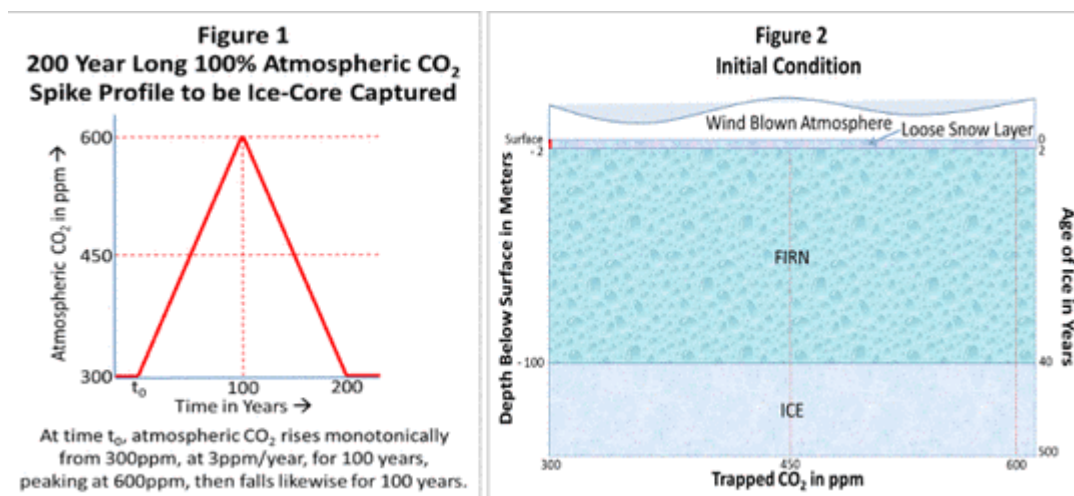 Figure 1
200 Year Long 100% Atmospheric CO₂
Spike Profile to be Ice-Core Captured
Atmospheric CO₂ in ppm →
600
450
300
t₀
100
200
Time in Years →
At time t₀, atmospheric CO₂ rises monotonically
from 300ppm, at 3ppm/year, for 100 years,
peaking at 600ppm, then falls likewise for 100 years.
Figure 2
Initial Condition
Wind Blown Atmosphere
Loose Snow Layer
Surface
- 2
- 100
Depth Below Surface in Meters
FIRN
ICE
0
2
40
500
Age of Ice in Years
300
450
600
Trapped CO₂ in ppm